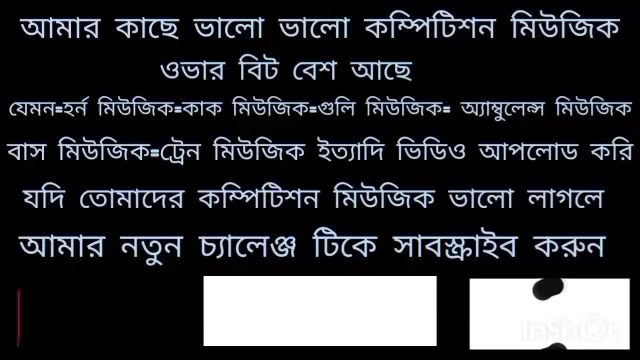 আমার কাছে ভালো ভালো কম্পিটিশন মিউজিক
ওভার বিট বেশ আছে
যেমন=হর্ন মিউজিক=কাক মিউজিক=গুলি মিউজিক= অ্যাম্বুলেন্স মিউজিক
বাস মিউজিক=ট্রেন মিউজিক ইত্যাদি ভিডিও আপলোড করি
যদি তোমাদের কম্পিটিশন মিউজিক ভালো লাগলে
আমার নতুন চ্যালেঞ্জ টিকে সাবস্ক্রাইব করুন
InShOt